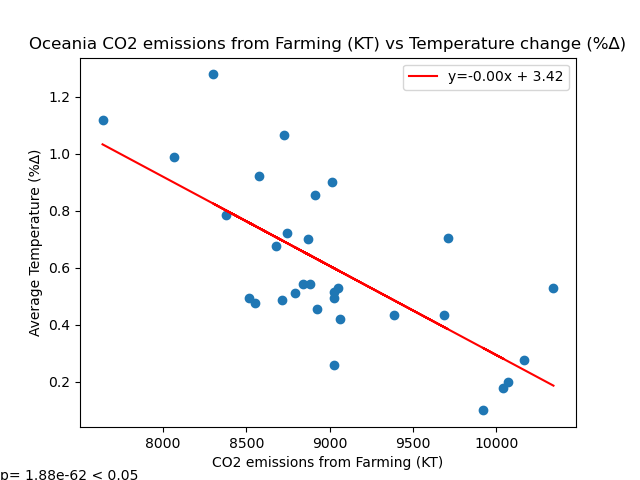 Oceania CO2 emissions from Farming (KT) vs Temperature change (%Δ)
y=-0.00x + 3.42
Average Temperature (%Δ)
1.2
1.0
0.8
0.6
0.4
0.2
8000 8500 9000 9500 10000
CO2 emissions from Farming (KT)
p= 1.88e-62 < 0.05